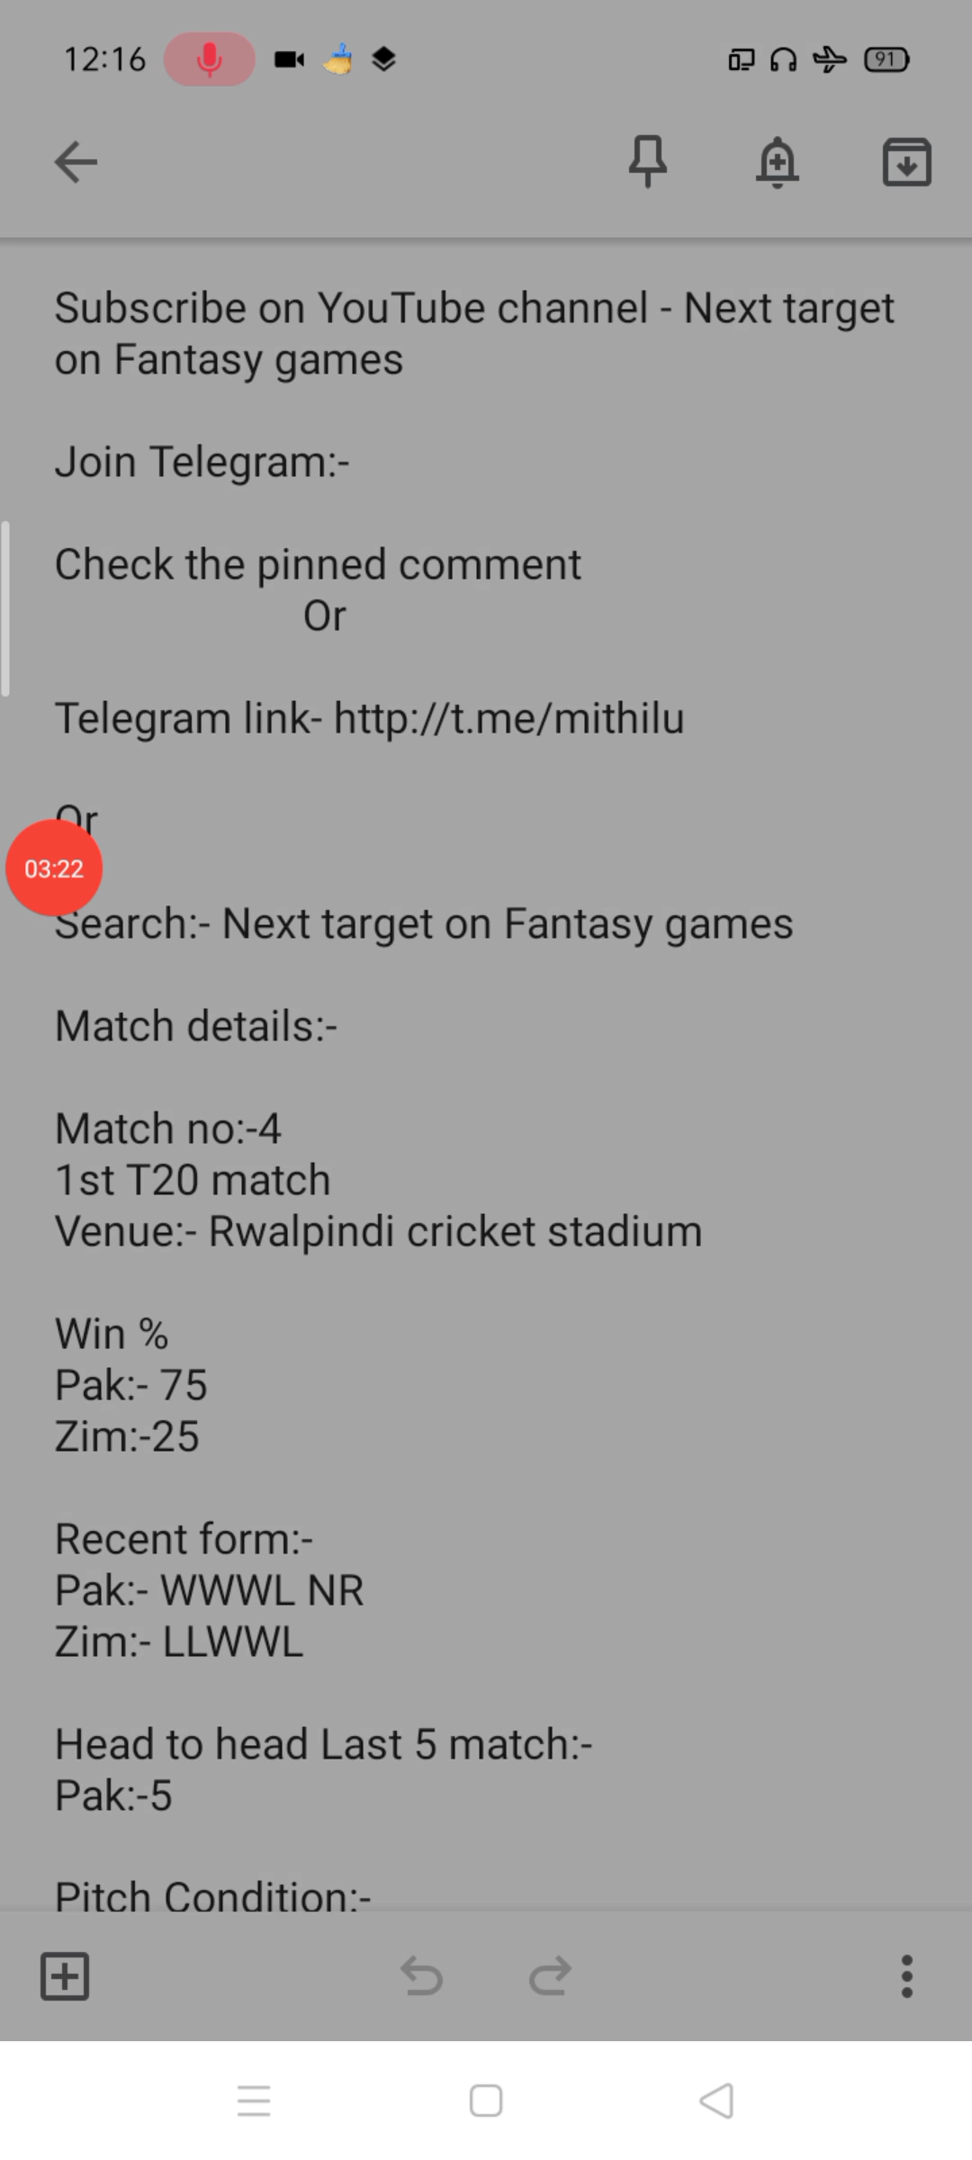 12:16
91
Subscribe on YouTube channel - Next target
on Fantasy games
Join Telegram:-
Check the pinned comment
Or
Telegram link- http://t.me/mithilu
Or
03:22
Search:- Next target on Fantasy games
Match details:-
Match no:-4
1st T20 match
Venue:- Rwalpindi cricket stadium
Win %
Pak:- 75
Zim:-25
Recent form:-
Pak:- WWWL NR
Zim:- LLWWL
Head to head Last 5 match:-
Pak:-5
Pitch Condition:-